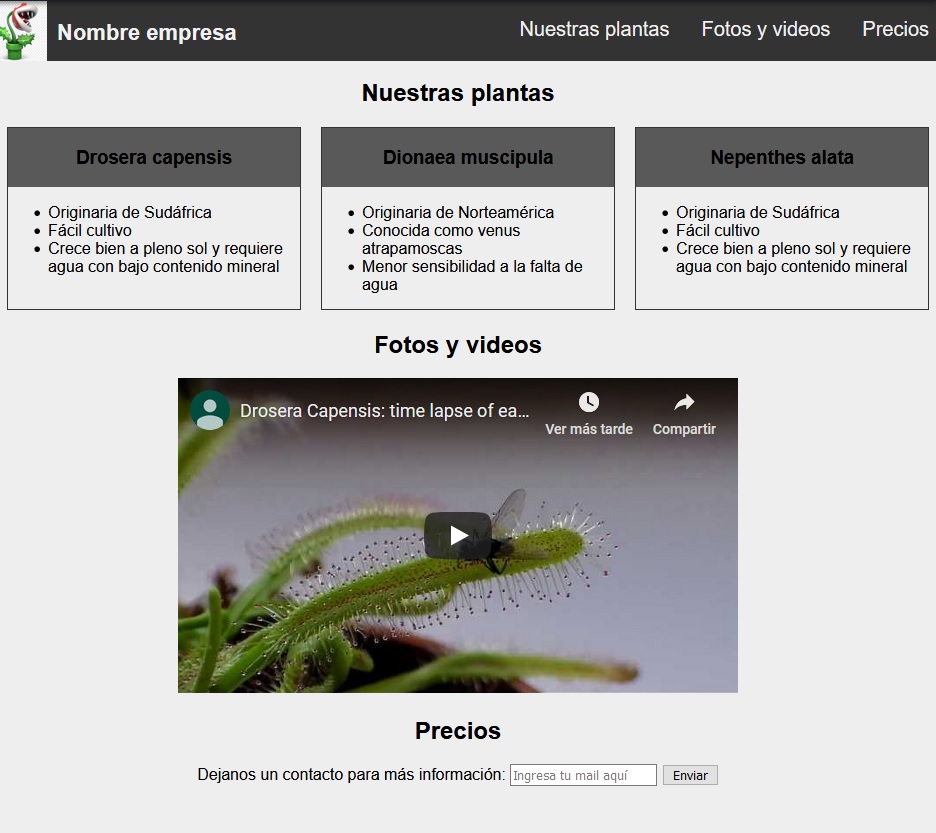 Nombre empresa
Nuestras plantas
Fotos y videos
Precios
Nuestras plantas
Drosera capensis
Originaria de Sudáfrica
Fácil cultivo
Crece bien a pleno sol y requiere
agua con bajo contenido mineral
Dionaea muscipula
Originaria de Norteamérica
Conocida como venus
atrapamoscas
Menor sensibilidad a la falta de
agua
Nepenthes alata
Originaria de Sudáfrica
Fácil cultivo
Crece bien a pleno sol y requiere
agua con bajo contenido mineral
Fotos y videos
Drosera Capensis: time lapse of ea...
Ver más tarde
Compartir
Precios
Dejanos un contacto para más información: Ingresa tu mail aquí Enviar